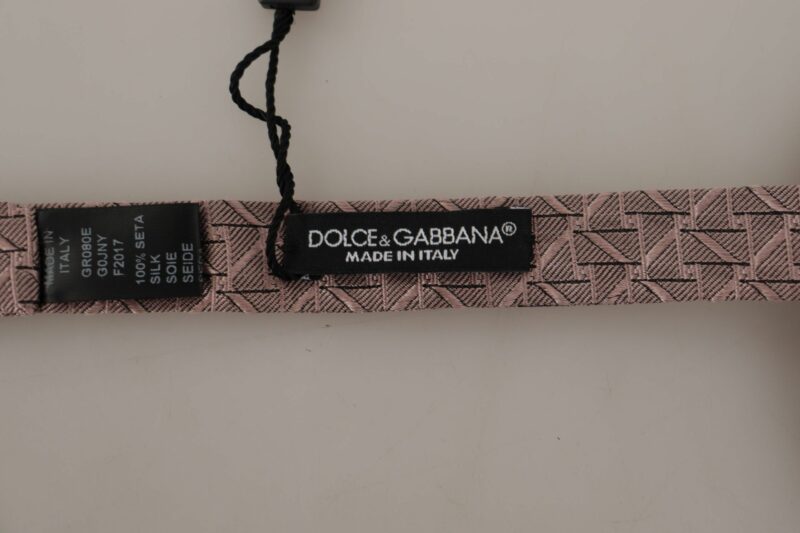 MADE IN
ITALY
GR080E
G0JNY
F2017
100% SETA
SILK
SOIE
SEIDE
DOLCE & GABBANA®
MADE IN ITALY